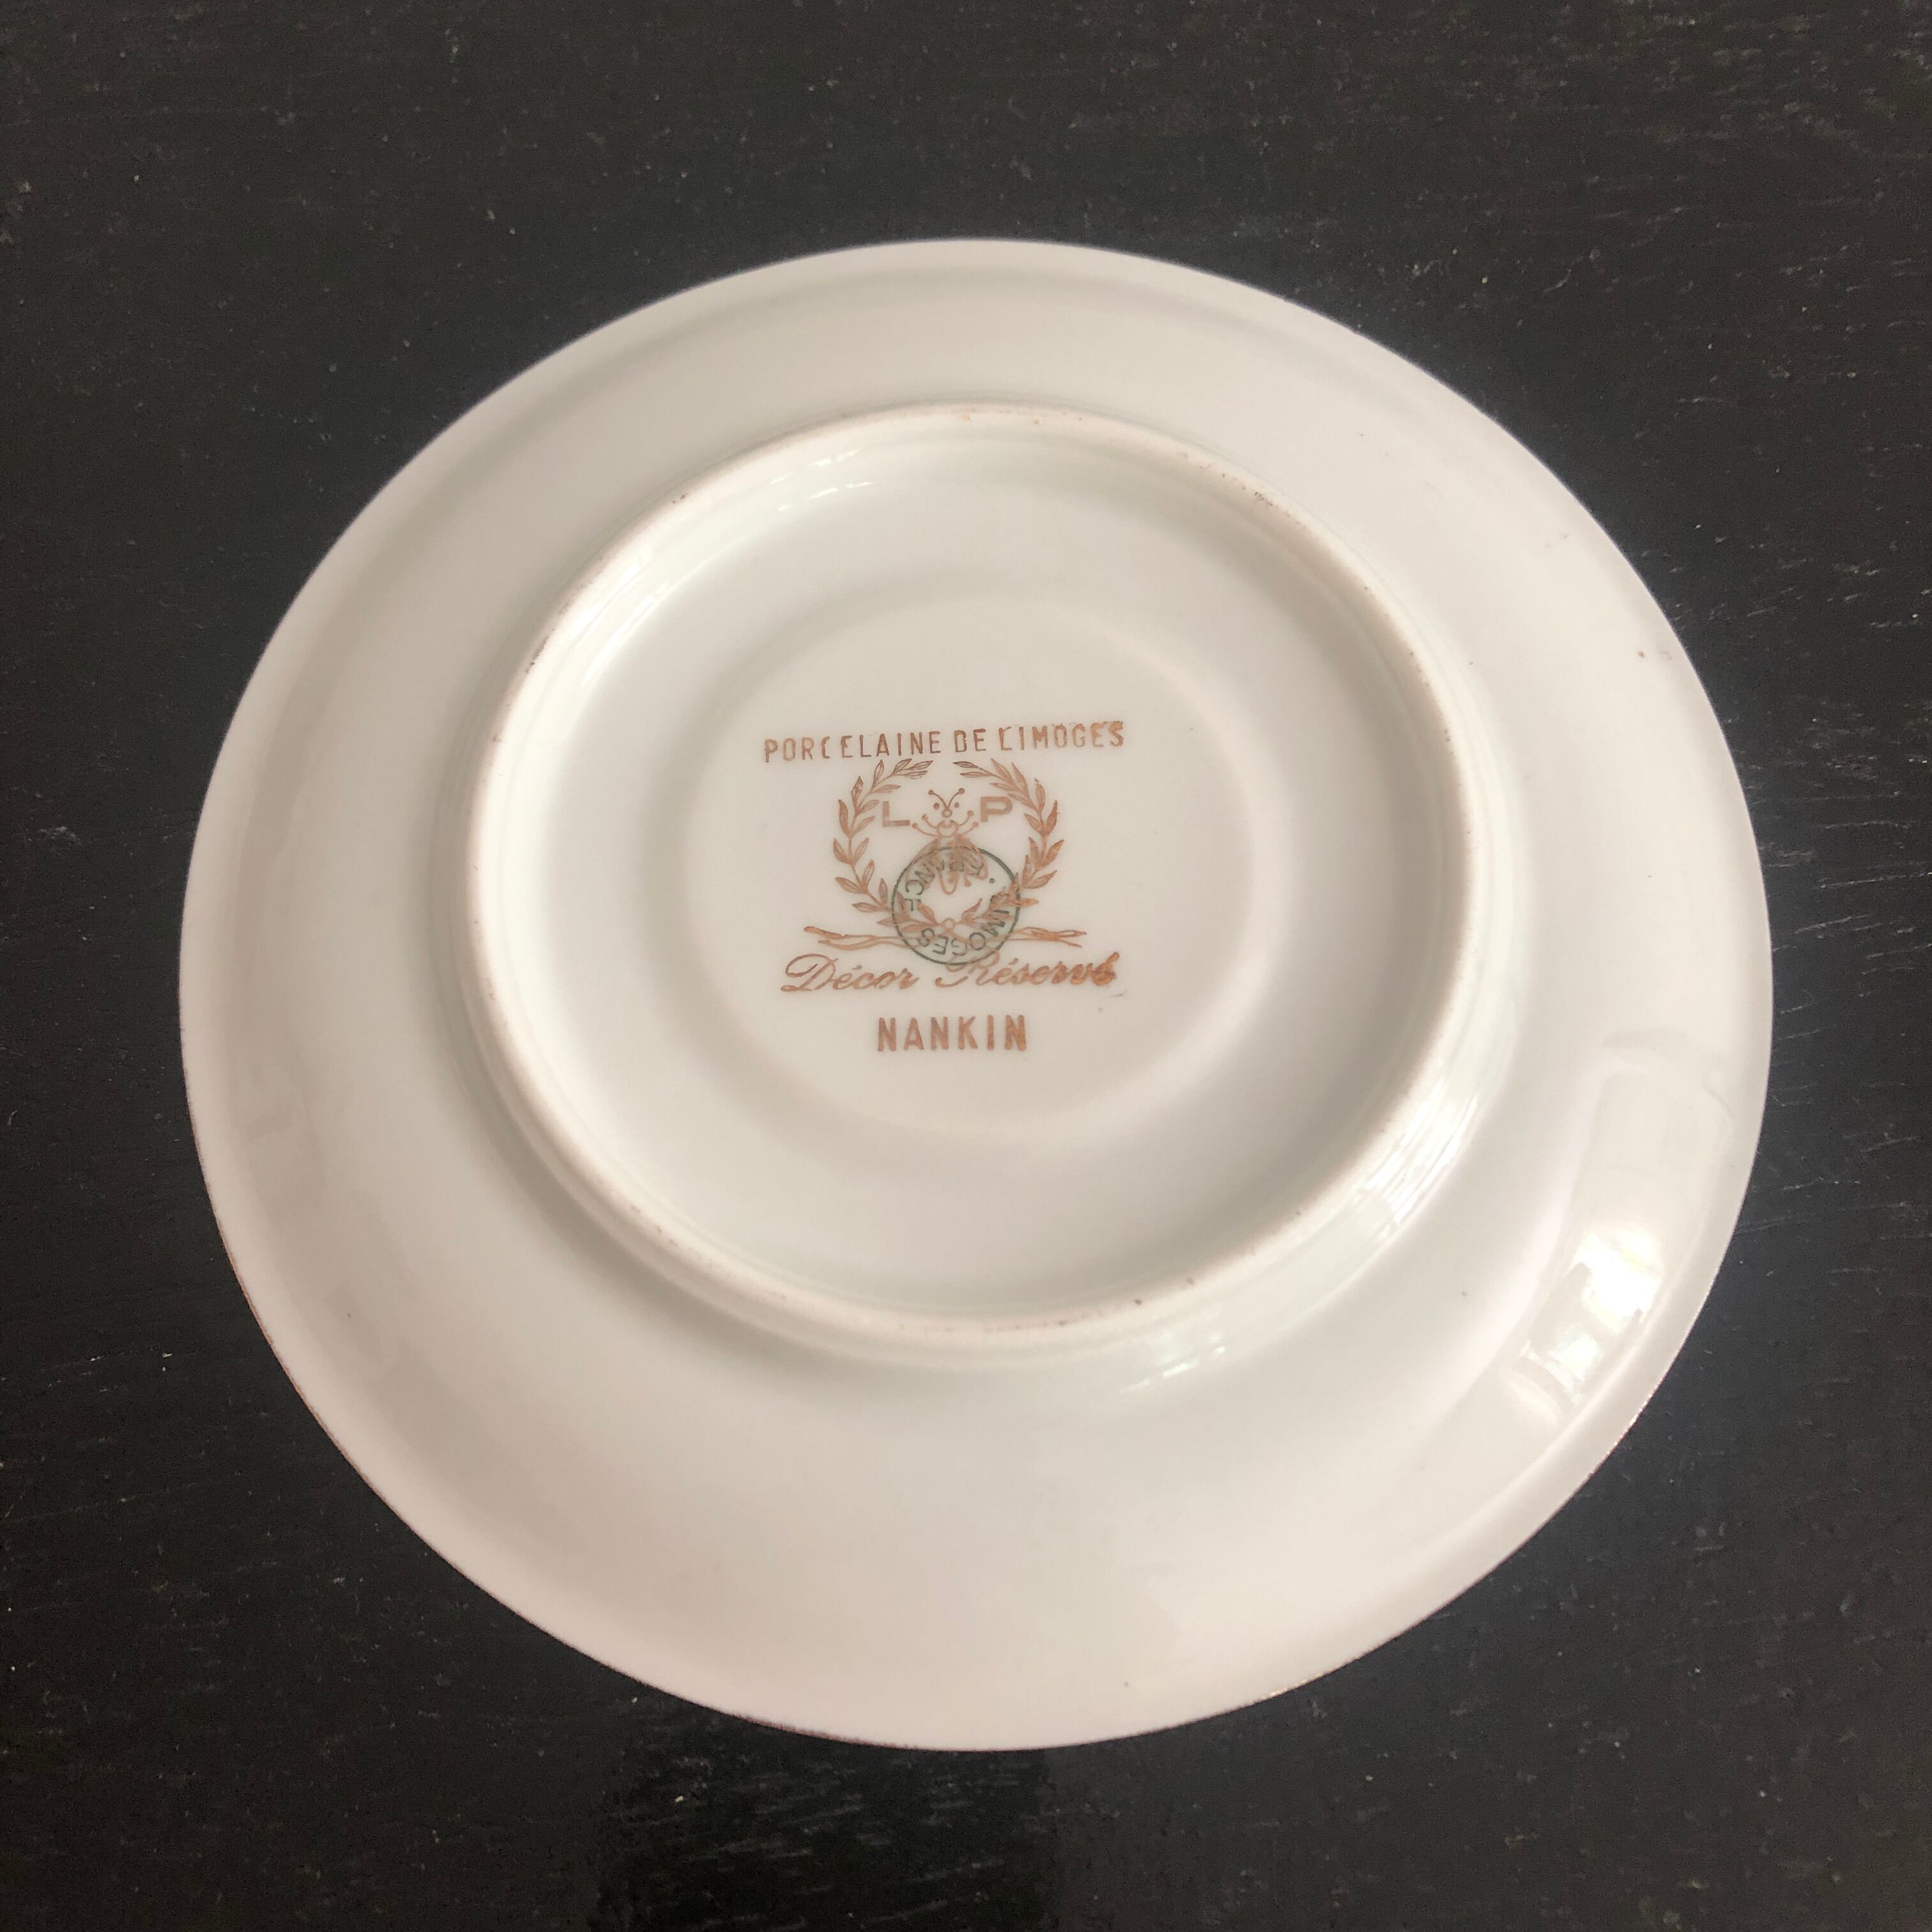 PORCELAINE DE LIMOGES
L P
LIMOGES
FRANCE
Décor Réservé
NANKIN